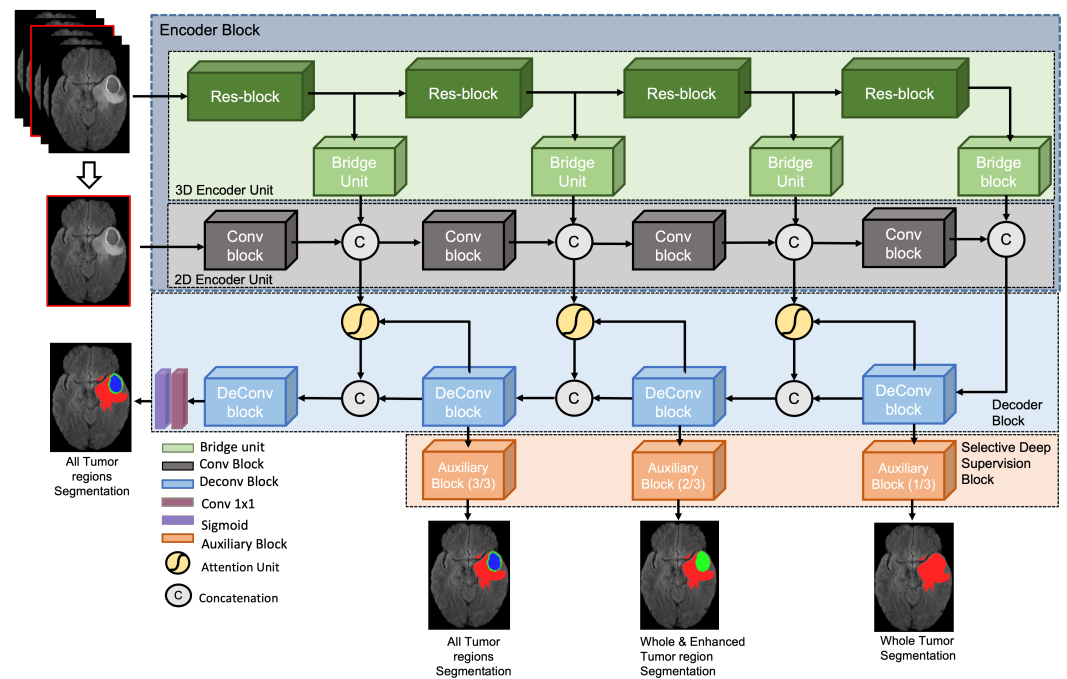 Encoder Block
Res-block
Res-block
Res-block
Res-block
Bridge
Unit
Bridge
Unit
Bridge
Unit
Bridge
block
3D Encoder Unit
Conv
block
C
Conv
block
C
Conv
block
C
Conv
block
C
2D Encoder Unit
DeConv
block
C
DeConv
block
C
DeConv
block
C
DeConv
block
Decoder
Block
All Tumor
regions
Segmentation
Bridge unit
Conv Block
Deconv Block
Conv 1x1
Sigmoid
Auxiliary Block
Attention Unit
C
Concatenation
Auxiliary
Block (3/3)
Auxiliary
Block (2/3)
Auxiliary
Block (1/3)
Selective Deep
Supervision
Block
All Tumor
regions
Segmentation
Whole & Enhanced
Tumor region
Segmentation
Whole Tumor
Segmentation